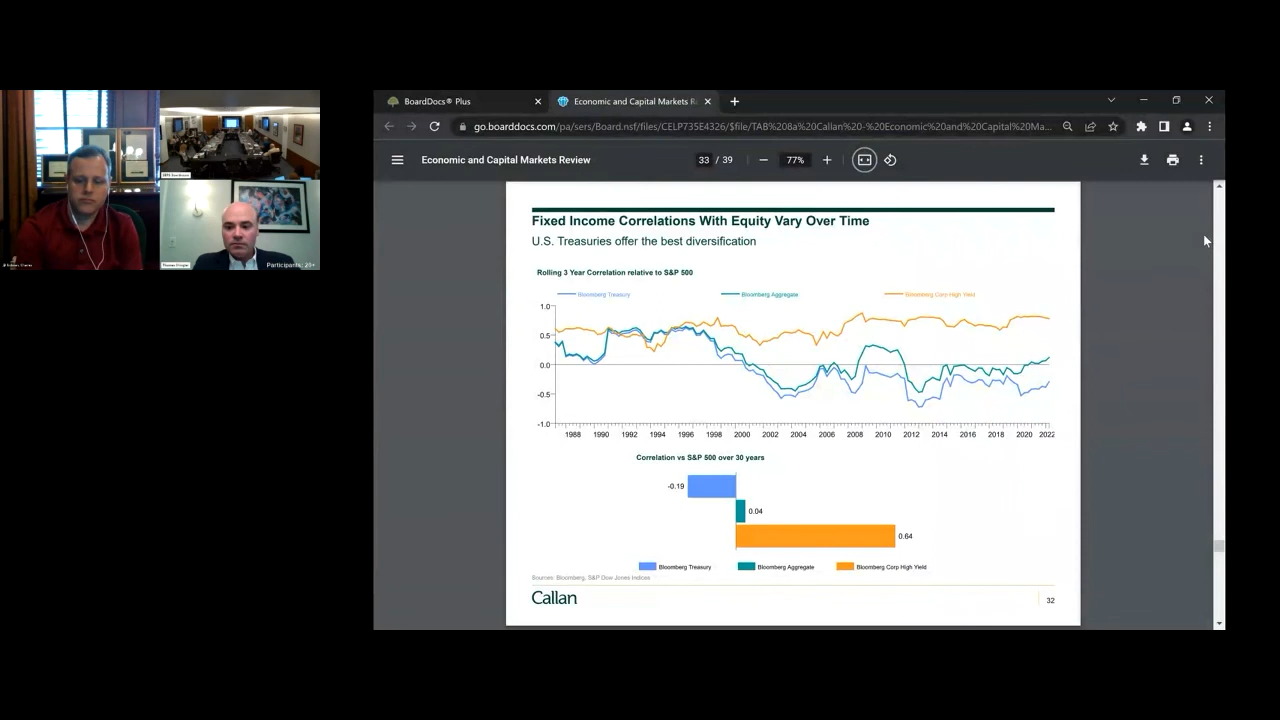 BoardDocs® Plus
Economic and Capital Markets R
go.boarddocs.com/pa/sers/Board.nsf/files/CELP735E4326/$file/TAB%208a%20Callan%20-%20Economic%20and%20Capital%20Ma...
Economic and Capital Markets Review
33 / 39
77%
Participants: 29+
Fixed Income Correlations With Equity Vary Over Time
U.S. Treasuries offer the best diversification
Rolling 3 Year Correlation relative to S&P 500
Bloomberg Treasury
Bloomberg Aggregate
Bloomberg Corp High Yield
1.0
0.5
0.0
-0.5
-1.0
1988 1990 1992 1994 1996 1998 2000 2002 2004 2006 2008 2010 2012 2014 2016 2018 2020 2022
Correlation vs S&P 500 over 30 years
-0.19
0.04
0.64
Bloomberg Treasury
Bloomberg Aggregate
Bloomberg Corp High Yield
Sources: Bloomberg, S&P Dow Jones Indices
Callan
32